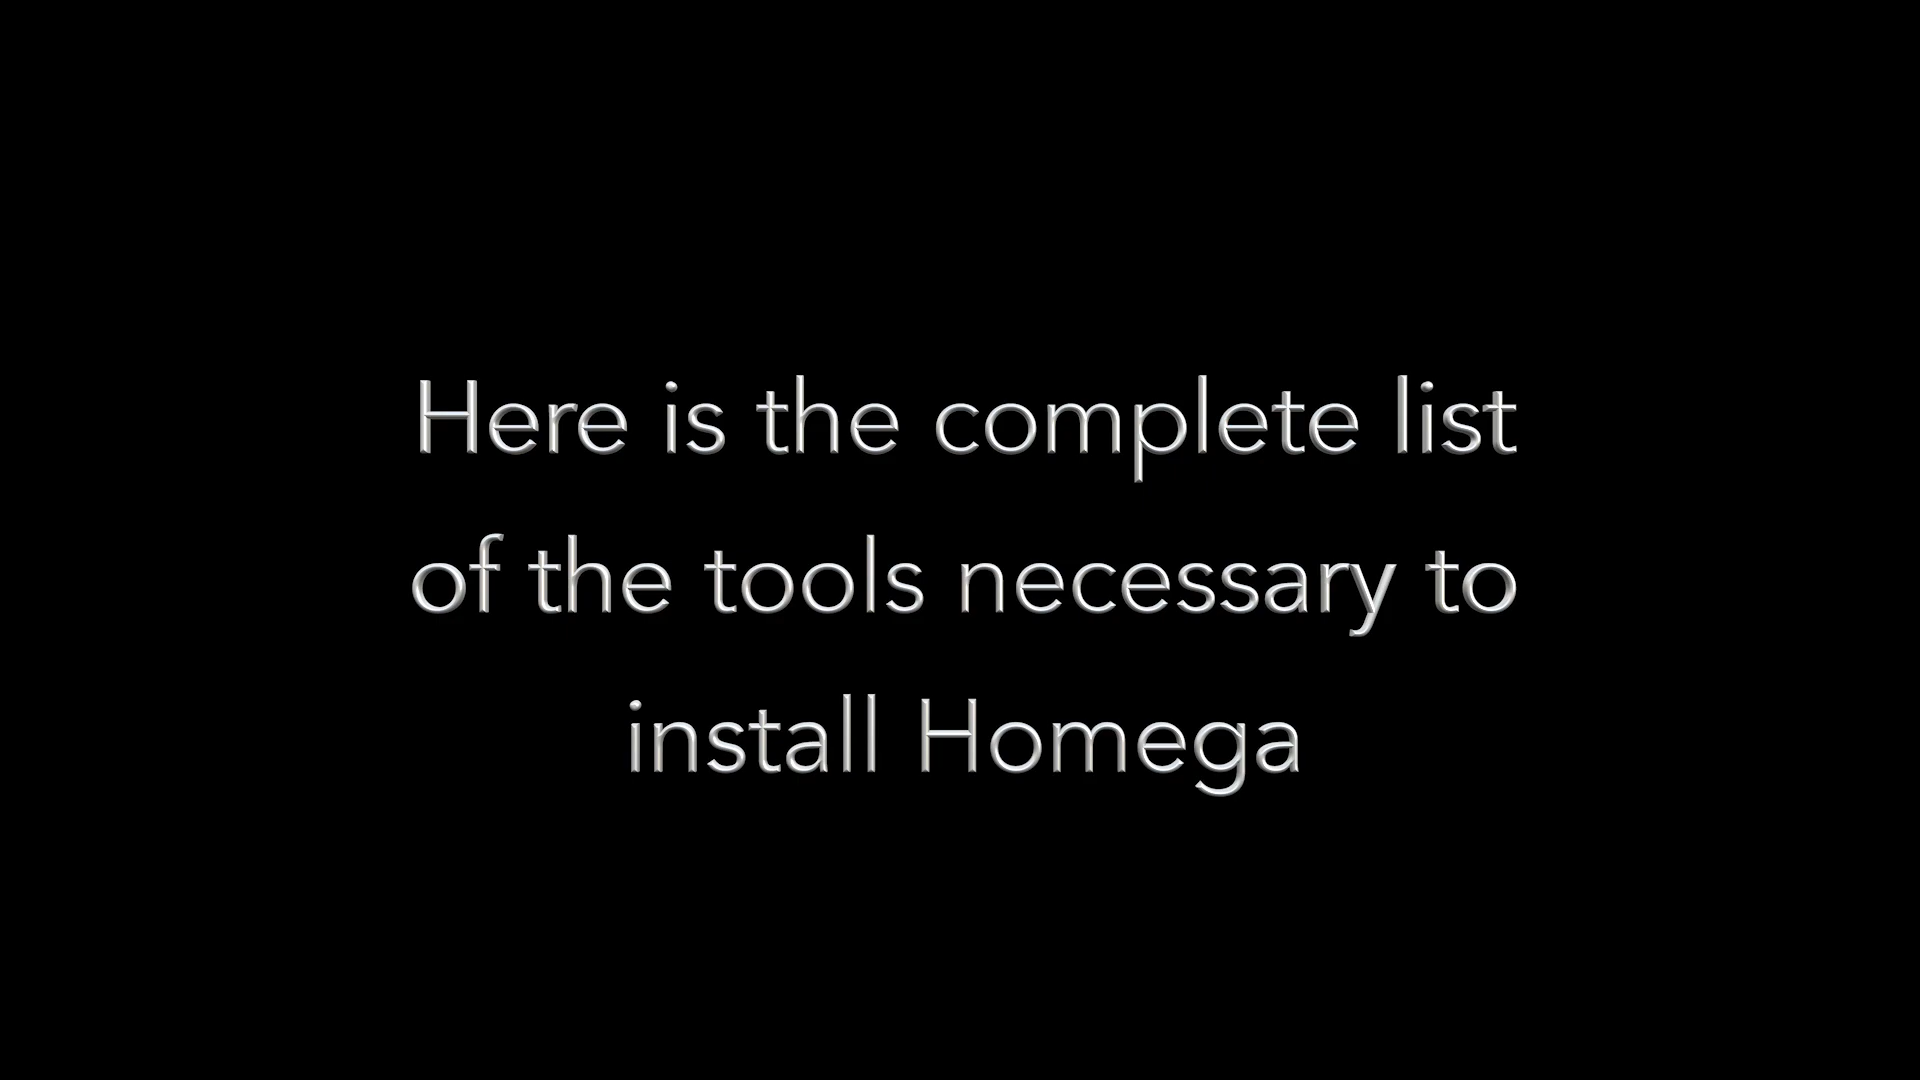 Here is the complete list
of the tools necessary to
install Homega